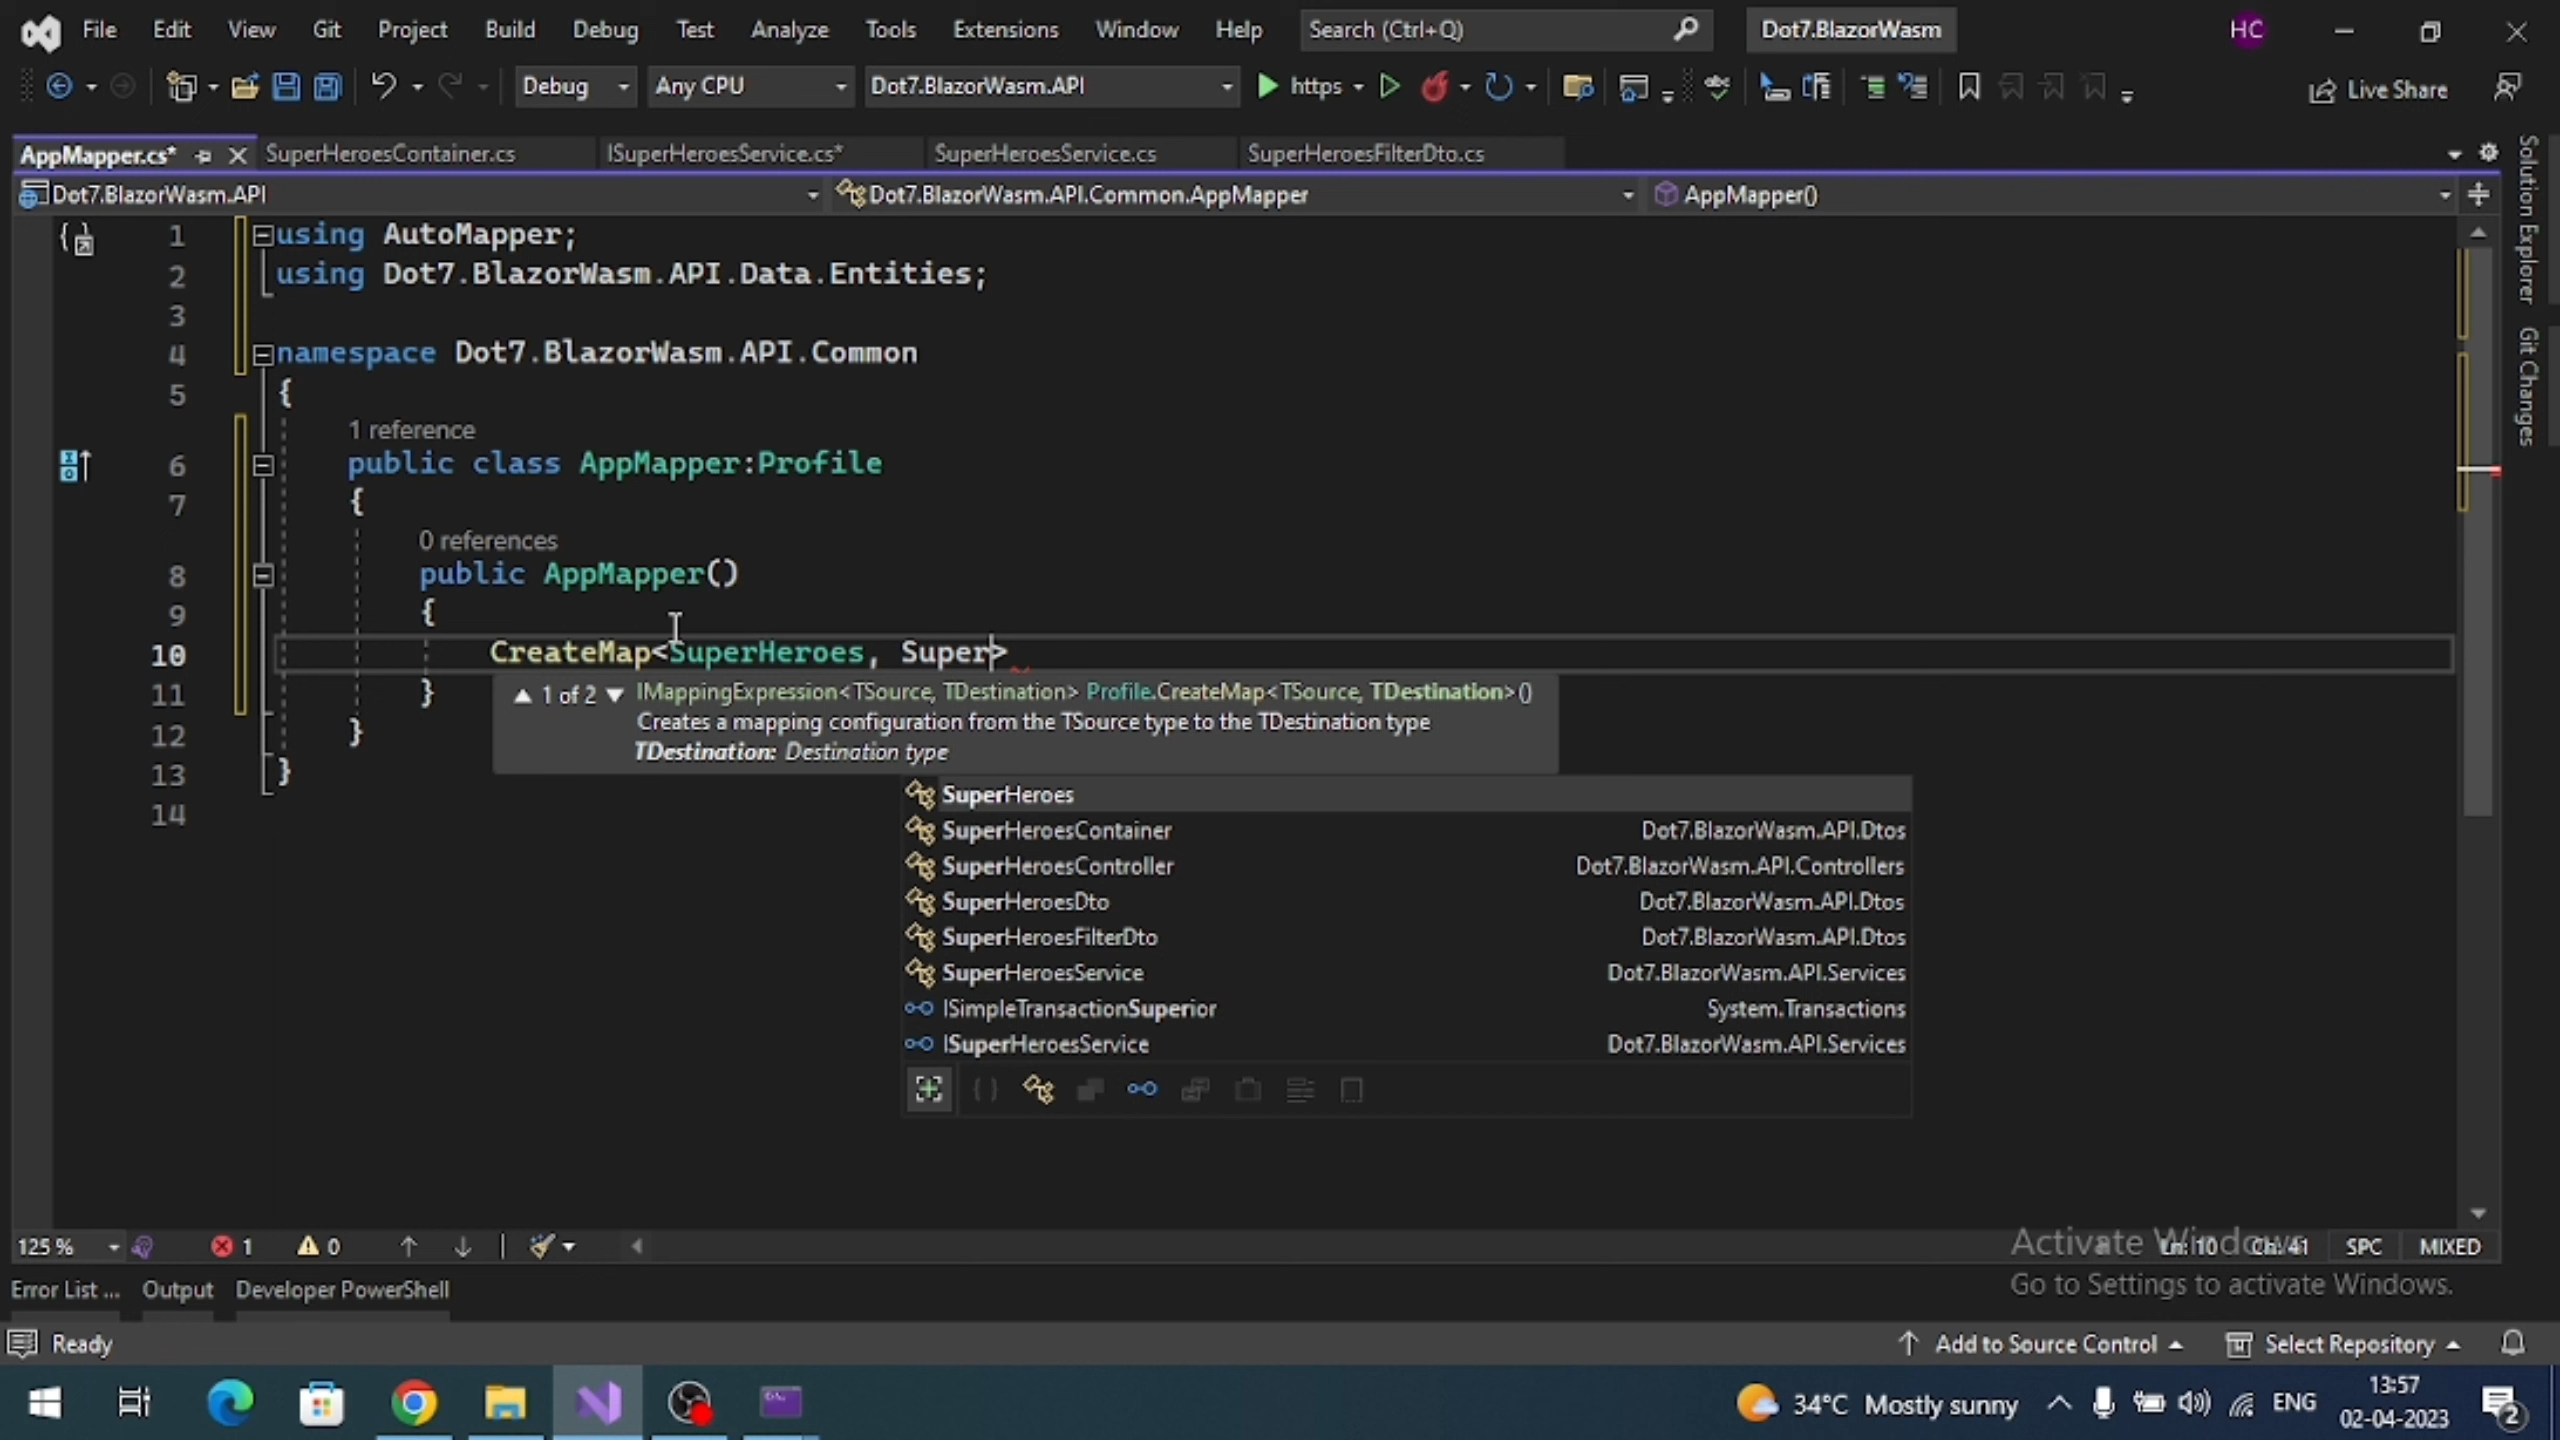 File Edit View Git Project Build Debug Test Analyze Tools Extensions Window Help Search (Ctrl+Q) Dot7.BlazorWasm HC
Debug Any CPU Dot7.BlazorWasm.API https Live Share
AppMapper.cs* SuperHeroesContainer.cs ISuperHeroesService.cs* SuperHeroesService.cs SuperHeroesFilterDto.cs
Dot7.BlazorWasm.API Dot7.BlazorWasm.API.Common.AppMapper AppMapper()
Solution Explorer
Git Changes
1 using AutoMapper;
2 using Dot7.BlazorWasm.API.Data.Entities;
3
4 namespace Dot7.BlazorWasm.API.Common
5 {
1 reference
6 public class AppMapper:Profile
7 {
0 references
8 public AppMapper()
9 {
10 CreateMap<SuperHeroes, Super>
11 }
12 }
13 }
14
1 of 2 IMappingExpression<TSource, TDestination> Profile.CreateMap<TSource, TDestination>()
Creates a mapping configuration from the TSource type to the TDestination type
TDestination: Destination type
SuperHeroes
SuperHeroesContainer Dot7.BlazorWasm.API.Dtos
SuperHeroesController Dot7.BlazorWasm.API.Controllers
SuperHeroesDto Dot7.BlazorWasm.API.Dtos
SuperHeroesFilterDto Dot7.BlazorWasm.API.Dtos
SuperHeroesService Dot7.BlazorWasm.API.Services
ISimpleTransactionSuperior System.Transactions
ISuperHeroesService Dot7.BlazorWasm.API.Services
125 % 1 0 Ln: 10 Ch: 41 SPC MIXED
Activate Windows
Go to Settings to activate Windows.
Error List ... Output Developer PowerShell
Ready Add to Source Control Select Repository
34°C Mostly sunny ENG 13:57
02-04-2023 2